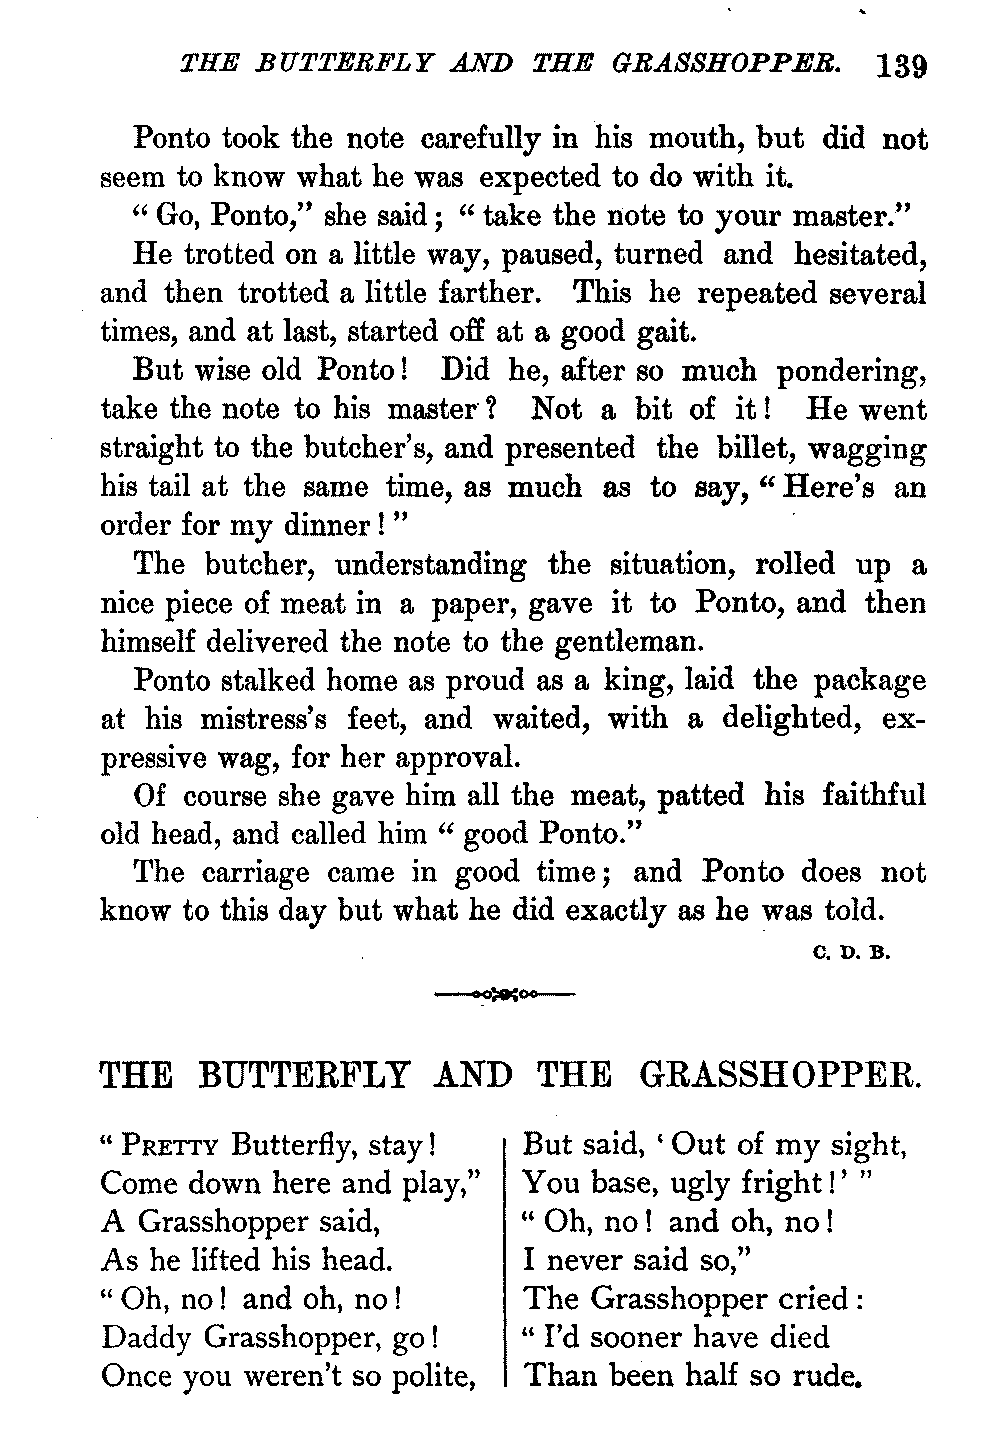 THE BUTTERFLY AND THE GRASSHOPPER. 139
Ponto took the note carefully in his mouth, but did not
seem to know what he was expected to do with it.
“ Go, Ponto,” she said ; “ take the note to your master.”
He trotted on a little way, paused, turned and hesitated,
and then trotted a little farther. This he repeated several
times, and at last, started off at a good gait.
But wise old Ponto! Did he, after so much pondering,
take the note to his master? Not a bit of it! He went
straight to the butcher’s, and presented the billet, wagging
his tail at the same time, as much as to say, “ Here’s an
order for my dinner ! ”
The butcher, understanding the situation, rolled up a
nice piece of meat in a paper, gave it to Ponto, and then
himself delivered the note to the gentleman.
Ponto stalked home as proud as a king, laid the package
at his mistress’s feet, and waited, with a delighted, ex-
pressive wag, for her approval.
Of course she gave him all the meat, patted his faithful
old head, and called him “ good Ponto.”
The carriage came in good time; and Ponto does not
know to this day but what he did exactly as he was told.
C. D. B.
THE BUTTERFLY AND THE GRASSHOPPER.
“ PRETTY Butterfly, stay!
Come down here and play,”
A Grasshopper said,
As he lifted his head.
“ Oh, no! and oh, no!
Daddy Grasshopper, go!
Once you weren't so polite,
But said, ‘ Out of my sight,
You base, ugly fright!’ ”
“ Oh, no! and oh, no!
I never said so,”
The Grasshopper cried :
“ I’d sooner have died
Than been half so rude.